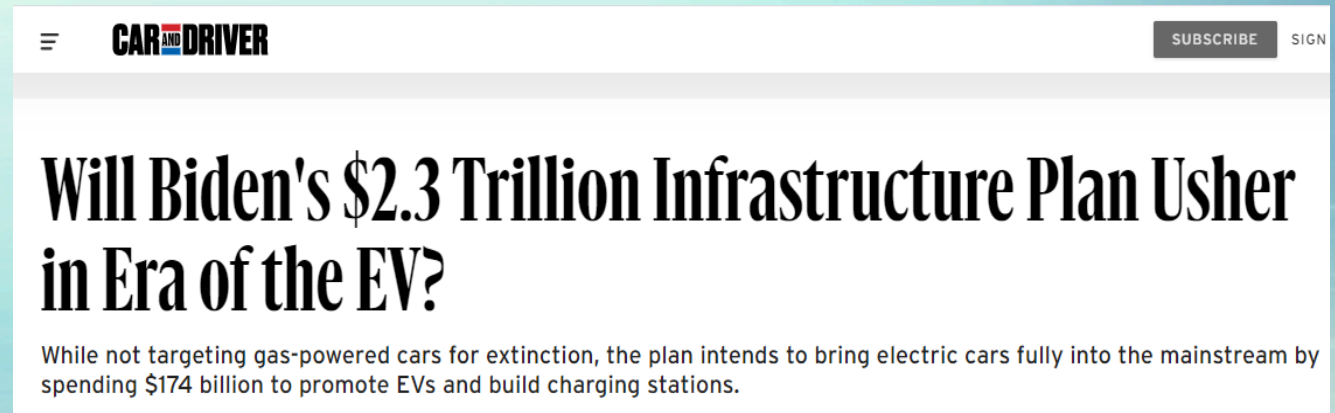 CAR AND DRIVER
SUBSCRIBE
SIGN
Will Biden's $2.3 Trillion Infrastructure Plan Usher
in Era of the EV?
While not targeting gas-powered cars for extinction, the plan intends to bring electric cars fully into the mainstream by
spending $174 billion to promote EVs and build charging stations.